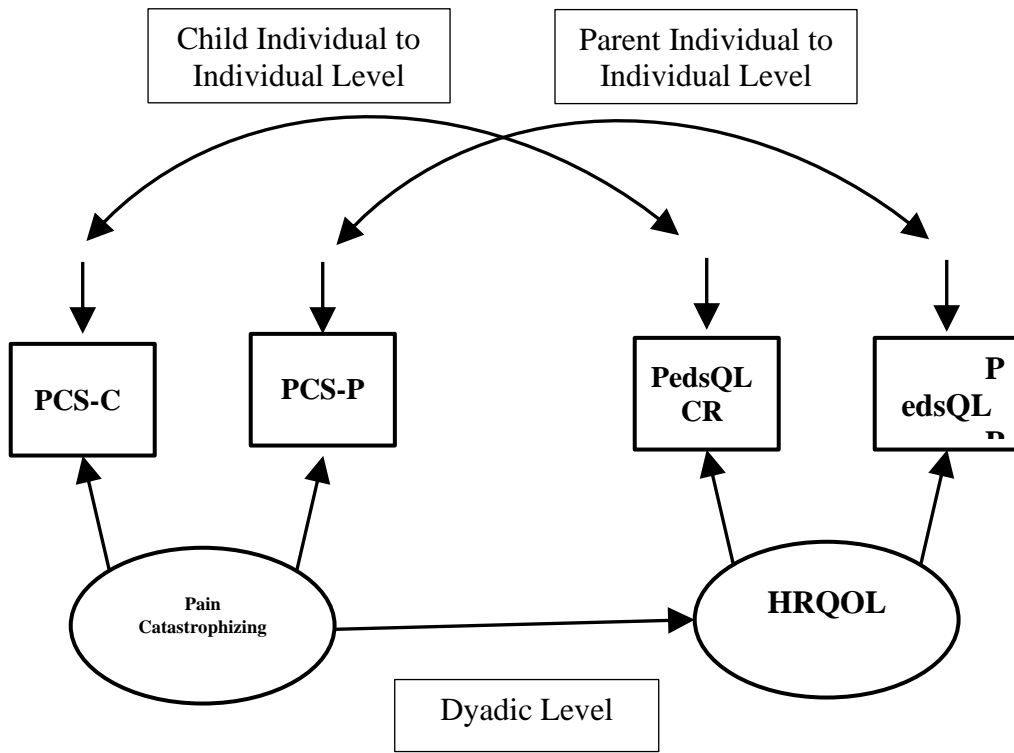 Child Individual to
Individual Level
Parent Individual to
Individual Level
PCS-C
PCS-P
PedsQL
CR
P
edsQL
Pain
Catastrophizing
HRQOL
Dyadic Level